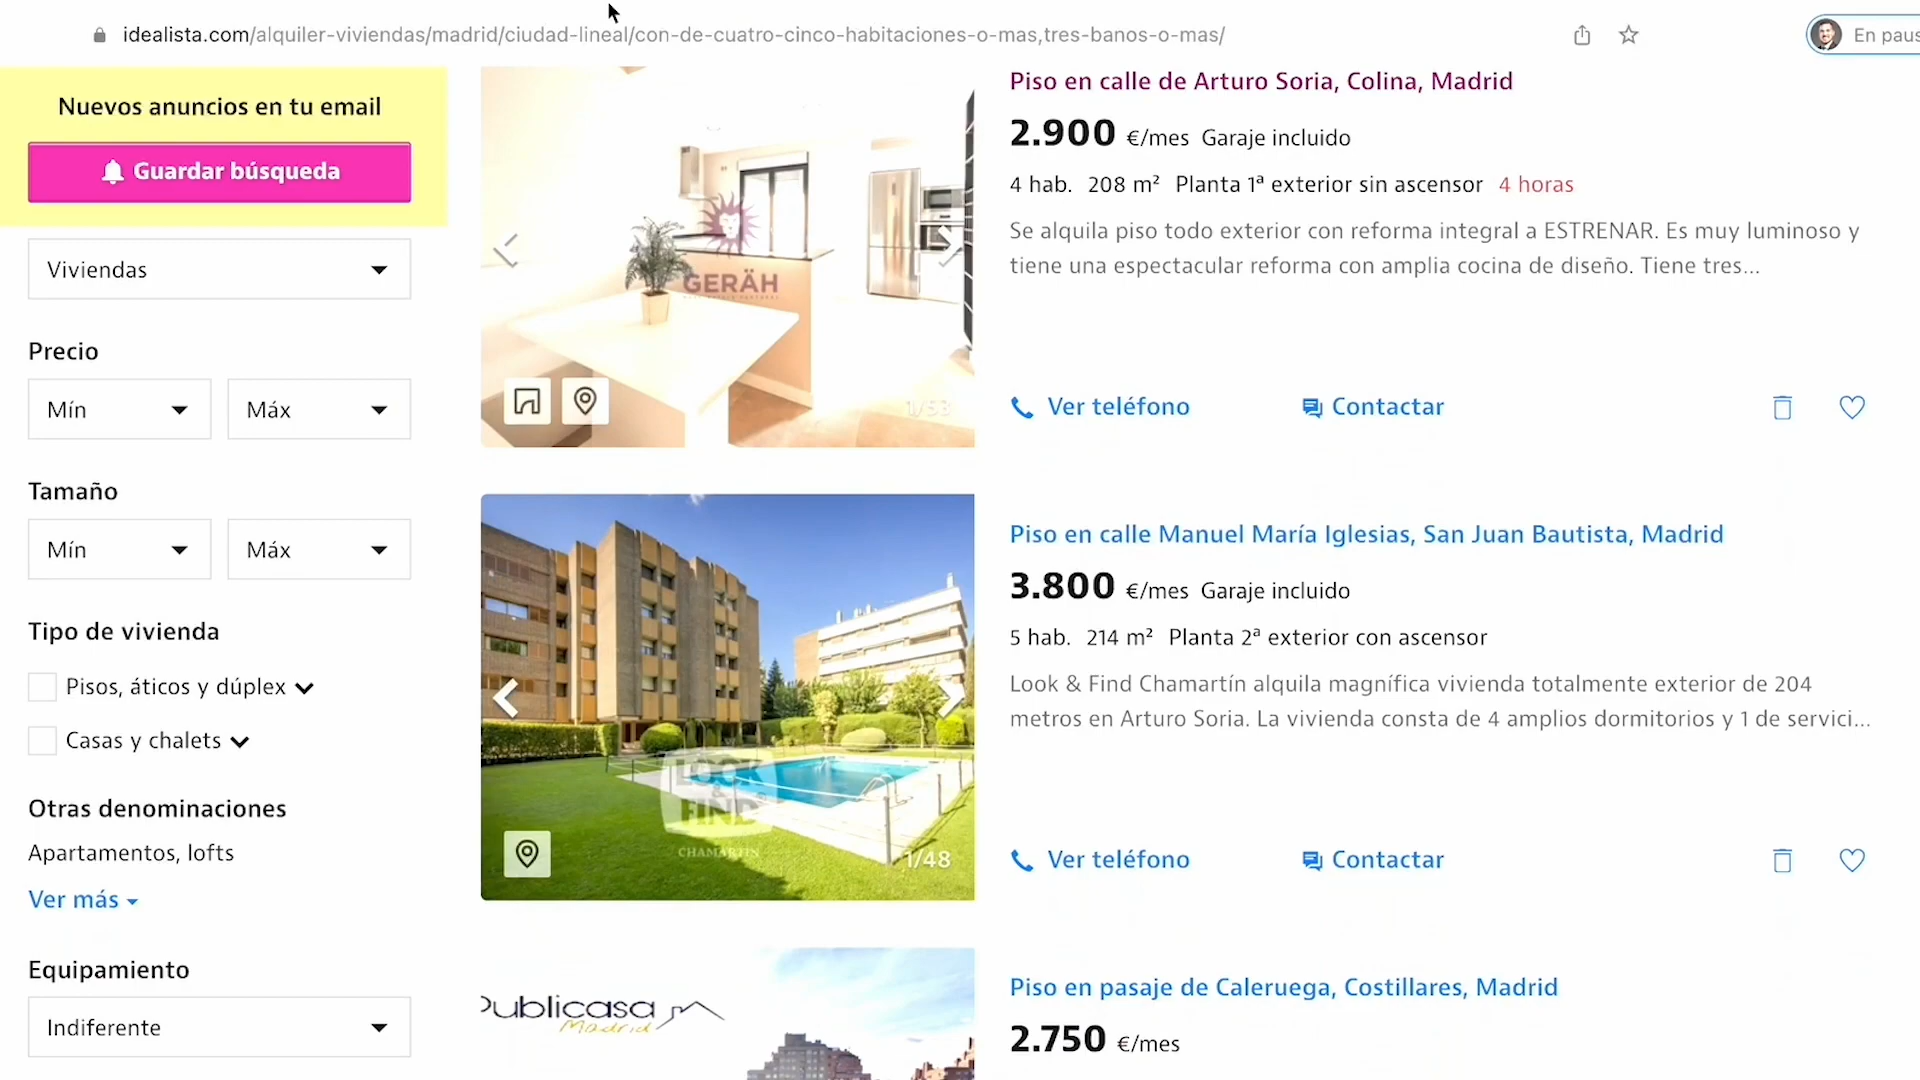 idealista.com/alquiler-viviendas/madrid/ciudad-lineal/con-de-cuatro-cinco-habitaciones-o-mas,tres-banos-o-mas/
En paus
Nuevos anuncios en tu email
Guardar búsqueda
Viviendas
Precio
Mín
Máx
Tamaño
Mín
Máx
Tipo de vivienda
Pisos, áticos y dúplex
Casas y chalets
Otras denominaciones
Apartamentos, lofts
Ver más
Equipamiento
Indiferente
GERÄH
1/53
Piso en calle de Arturo Soria, Colina, Madrid
2.900 €/mes Garaje incluido
4 hab. 208 m² Planta 1ª exterior sin ascensor 4 horas
Se alquila piso todo exterior con reforma integral a ESTRENAR. Es muy luminoso y
tiene una espectacular reforma con amplia cocina de diseño. Tiene tres...
Ver teléfono
Contactar
LOOK
&
FIND
CHAMARTÍN
1/48
Piso en calle Manuel María Iglesias, San Juan Bautista, Madrid
3.800 €/mes Garaje incluido
5 hab. 214 m² Planta 2ª exterior con ascensor
Look & Find Chamartín alquila magnífica vivienda totalmente exterior de 204
metros en Arturo Soria. La vivienda consta de 4 amplios dormitorios y 1 de servici...
Ver teléfono
Contactar
Publicasa
Madrid
Piso en pasaje de Caleruega, Costillares, Madrid
2.750 €/mes